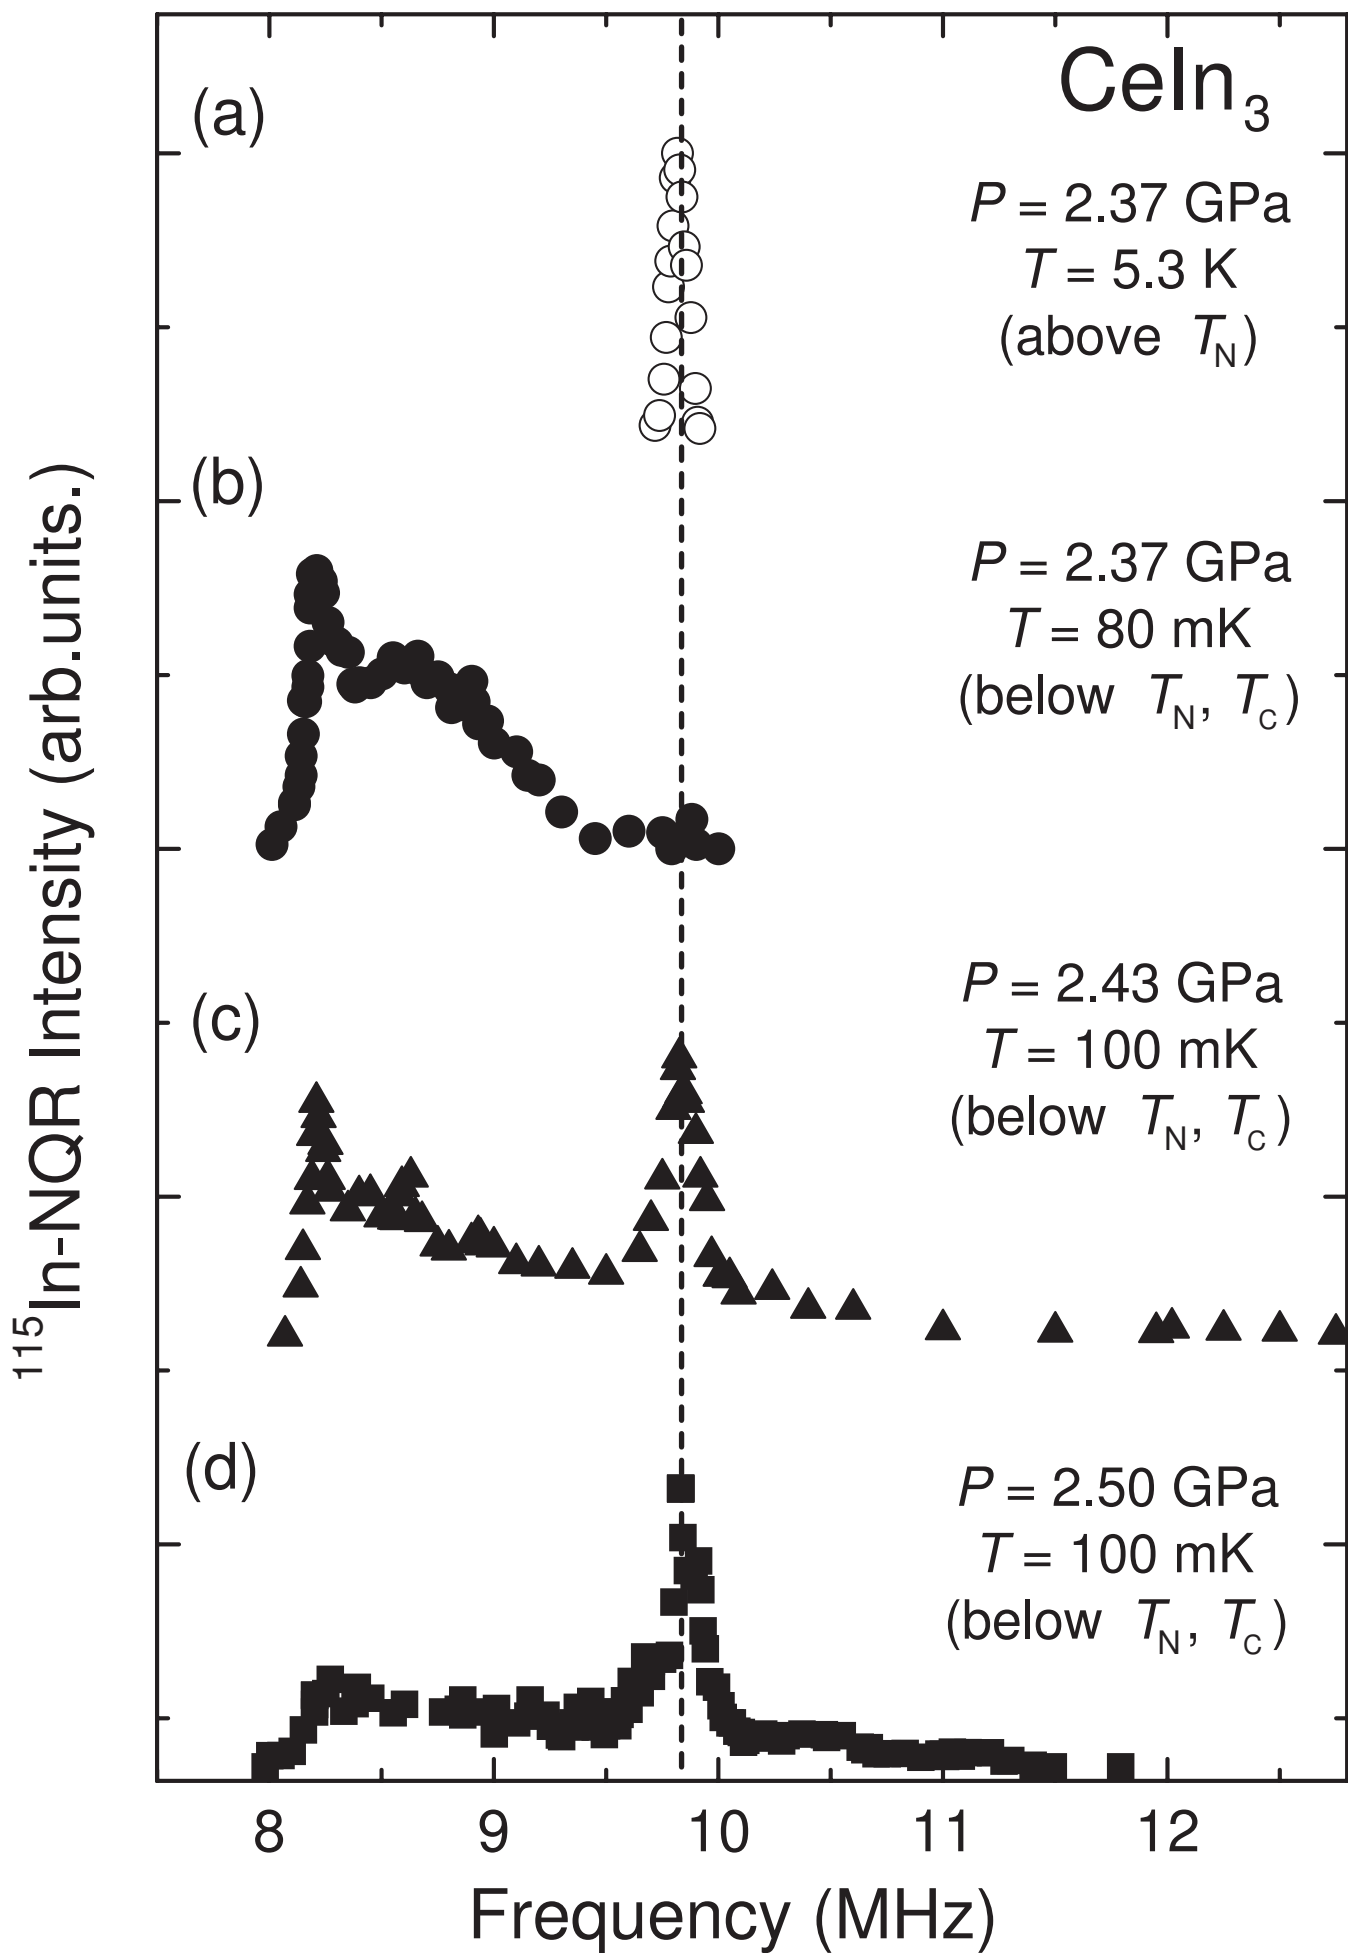 CeIn3
(a)
P = 2.37 GPa
T = 5.3 K
(above TN)
(b)
P = 2.37 GPa
T = 80 mK
(below TN, TC)
(c)
P = 2.43 GPa
T = 100 mK
(below TN, TC)
(d)
P = 2.50 GPa
T = 100 mK
(below TN, TC)
115In-NQR Intensity (arb.units.)
8 9 10 11 12
Frequency (MHz)